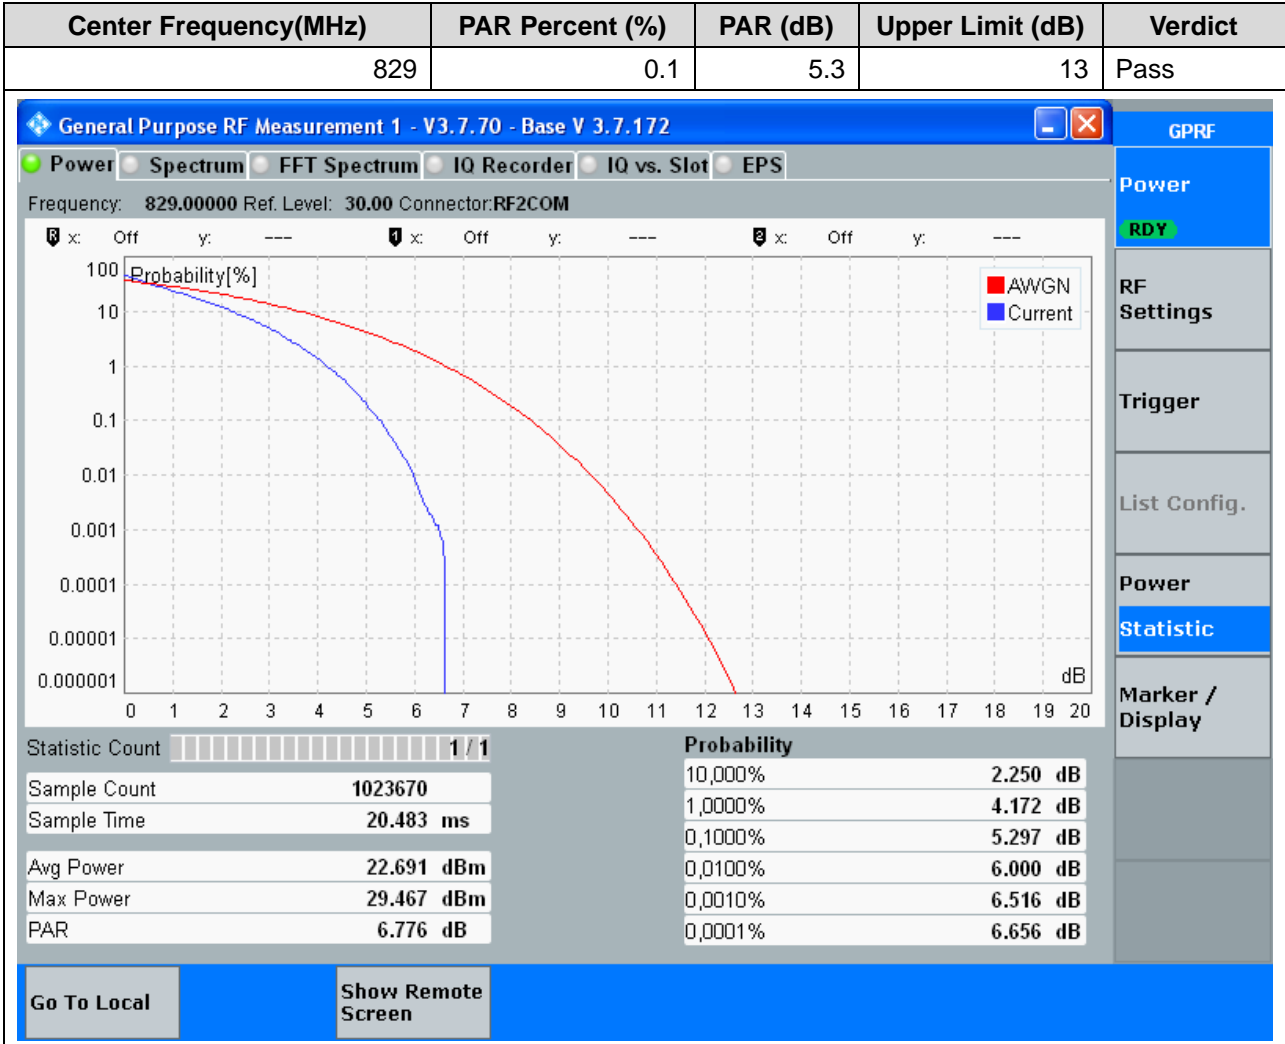 Center Frequency(MHz) PAR Percent (%) PAR (dB) Upper Limit (dB) Verdict
829 0.1 5.3 13 Pass
General Purpose RF Measurement 1 - V3.7.70 - Base V 3.7.172
GPRF
Power Spectrum FFT Spectrum IQ Recorder IQ vs. Slot EPS
Power
RDY
Frequency: 829.00000 Ref. Level: 30.00 Connector:RF2COM
R x: Off y: --- 1 x: Off y: --- 2 x: Off y: ---
Probability[%]
AWGN
Current
100
10
1
0.1
0.01
0.001
0.0001
0.00001
0.000001
dB
0 1 2 3 4 5 6 7 8 9 10 11 12 13 14 15 16 17 18 19 20
RF
Settings
Trigger
List Config.
Power
Statistic
Marker /
Display
Statistic Count 1 / 1
Sample Count 1023670
Sample Time 20.483 ms
Avg Power 22.691 dBm
Max Power 29.467 dBm
PAR 6.776 dB
Probability
10,000% 2.250 dB
1,0000% 4.172 dB
0,1000% 5.297 dB
0,0100% 6.000 dB
0,0010% 6.516 dB
0,0001% 6.656 dB
Go To Local
Show Remote
Screen